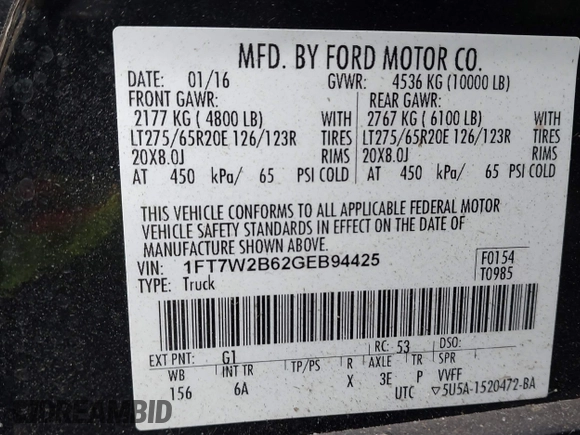 MFD. BY FORD MOTOR CO.
DATE: 01/16 GVWR: 4536 KG (10000 LB)
FRONT GAWR: REAR GAWR:
2177 KG ( 4800 LB) WITH 2767 KG ( 6100 LB) WITH
LT275/65R20E 126/123R TIRES LT275/65R20E 126/123R TIRES
20X8.0J RIMS 20X8.0J RIMS
AT 450 kPa/ 65 PSI COLD AT 450 kPa/ 65 PSI COLD
THIS VEHICLE CONFORMS TO ALL APPLICABLE FEDERAL MOTOR
VEHICLE SAFETY STANDARDS IN EFFECT ON THE DATE OF
MANUFACTURE SHOWN ABOVE.
VIN: 1FT7W2B62GEB94425 F0154
TYPE: Truck T0985
EXT PNT: G1 RC: 53 DSO:
WB INT TR TP/PS R AXLE TR SPR
156 6A X 3E P VVFF
UTC ▽5U5A-1520472-BA
IDREAMBID